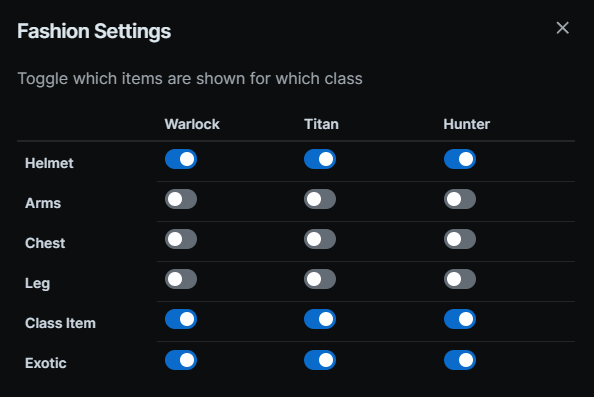 Fashion Settings
Toggle which items are shown for which class
Warlock Titan Hunter
Helmet
Arms
Chest
Leg
Class Item
Exotic